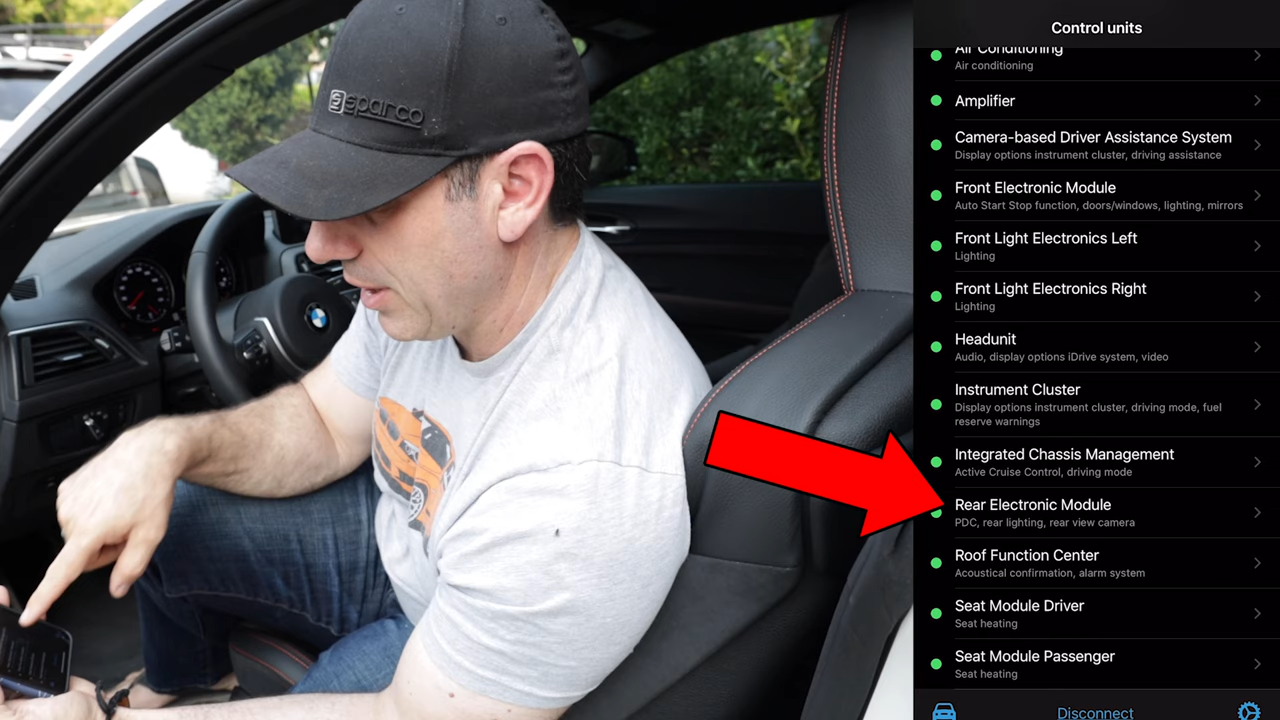 sparco
Control units
Air Conditioning
Air conditioning
Amplifier
Camera-based Driver Assistance System
Display options instrument cluster, driving assistance
Front Electronic Module
Auto Start Stop function, doors/windows, lighting, mirrors
Front Light Electronics Left
Lighting
Front Light Electronics Right
Lighting
Headunit
Audio, display options iDrive system, video
Instrument Cluster
Display options instrument cluster, driving mode, fuel
reserve warnings
Integrated Chassis Management
Active Cruise Control, driving mode
Rear Electronic Module
PDC, rear lighting, rear view camera
Roof Function Center
Acoustical confirmation, alarm system
Seat Module Driver
Seat heating
Seat Module Passenger
Seat heating
Disconnect